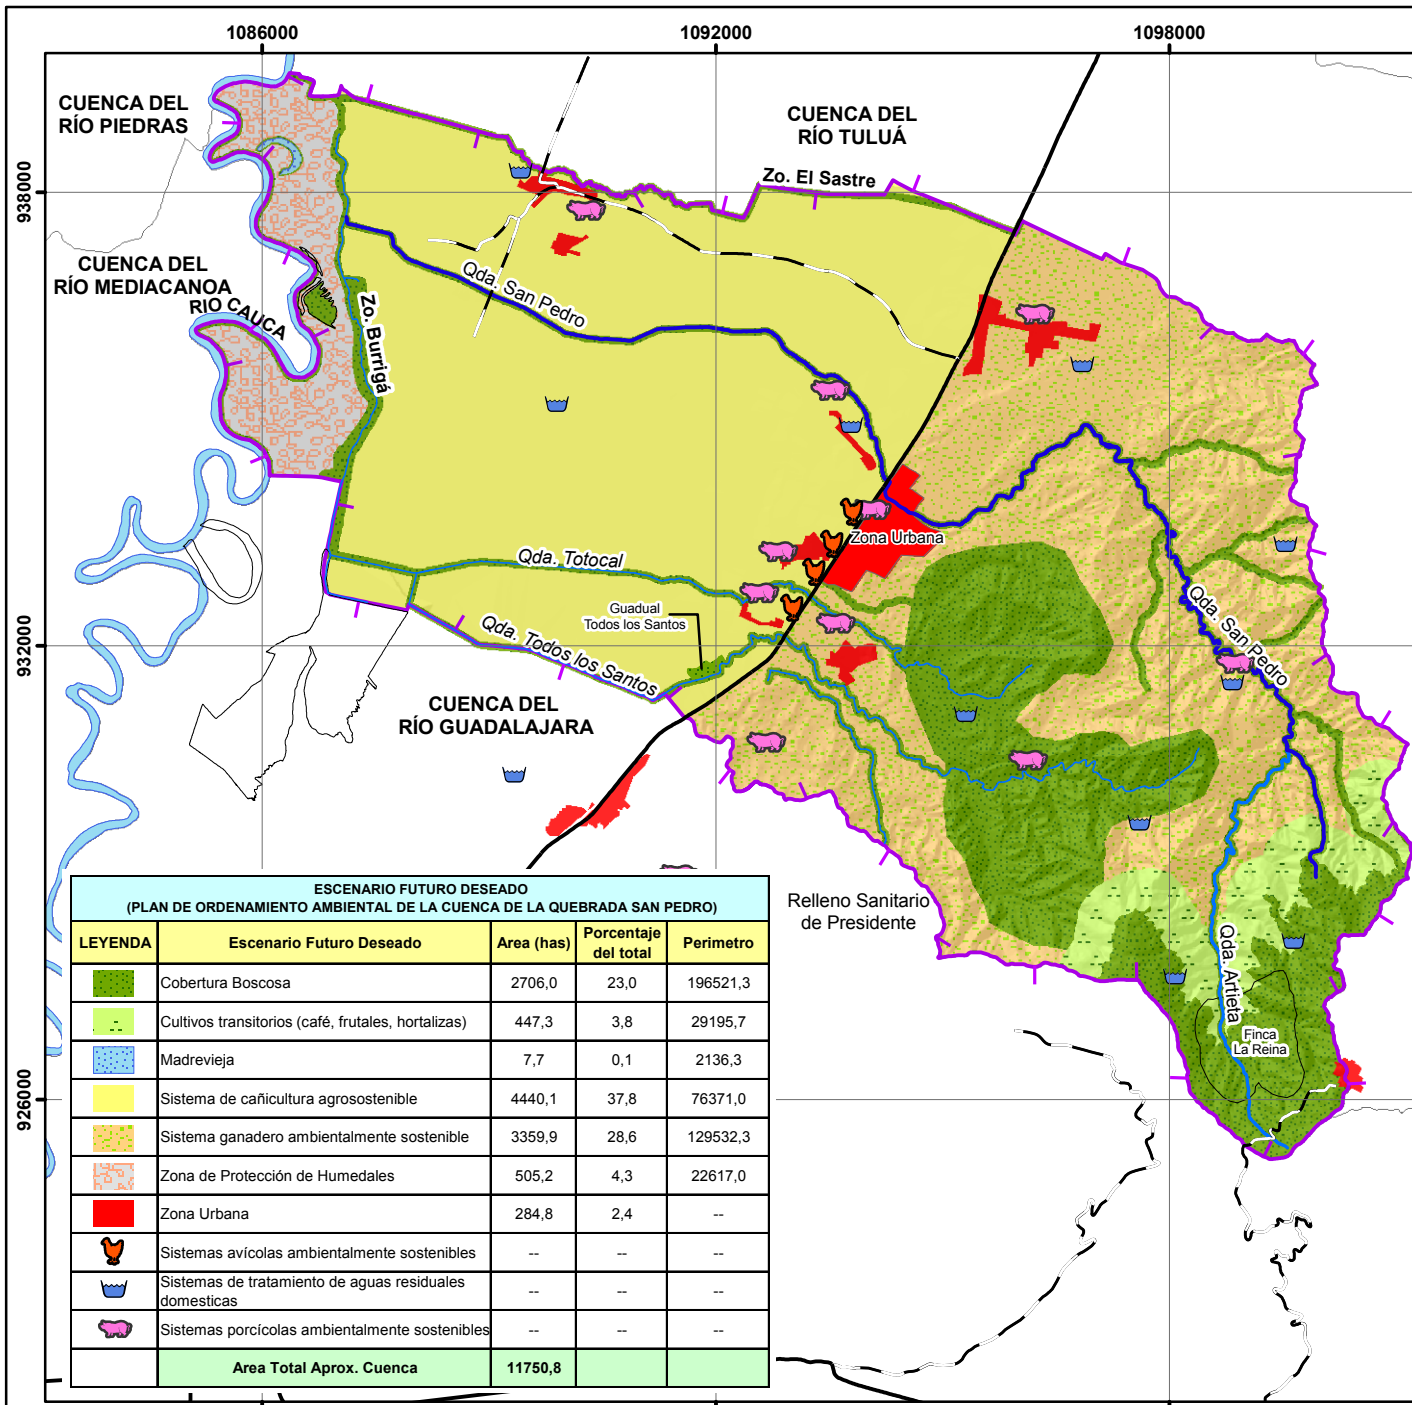 1086000 1092000 1098000
938000
932000
926000
CUENCA DEL
RÍO PIEDRAS
CUENCA DEL
RÍO TULUÁ
Zo. El Sastre
CUENCA DEL
RÍO MEDIACANOA
RIO CAUCA
Zo. Burrigá
Qda. San Pedro
Zona Urbana
Qda. Totocal
Guadual
Todos los Santos
Qda. Todos los Santos
Qda. San Pedro
CUENCA DEL
RÍO GUADALAJARA
Relleno Sanitario
de Presidente
Qda. Artieta
Finca
La Reina
ESCENARIO FUTURO DESEADO
(PLAN DE ORDENAMIENTO AMBIENTAL DE LA CUENCA DE LA QUEBRADA SAN PEDRO)
LEYENDA Escenario Futuro Deseado Area (has) Porcentaje del total Perimetro
Cobertura Boscosa 2706,0 23,0 196521,3
Cultivos transitorios (café, frutales, hortalizas) 447,3 3,8 29195,7
Madrevieja 7,7 0,1 2136,3
Sistema de cañicultura agrosostenible 4440,1 37,8 76371,0
Sistema ganadero ambientalmente sostenible 3359,9 28,6 129532,3
Zona de Protección de Humedales 505,2 4,3 22617,0
Zona Urbana 284,8 2,4 --
Sistemas avícolas ambientalmente sostenibles -- -- --
Sistemas de tratamiento de aguas residuales
domesticas -- -- --
Sistemas porcícolas ambientalmente sostenibles -- -- --
Area Total Aprox. Cuenca 11750,8